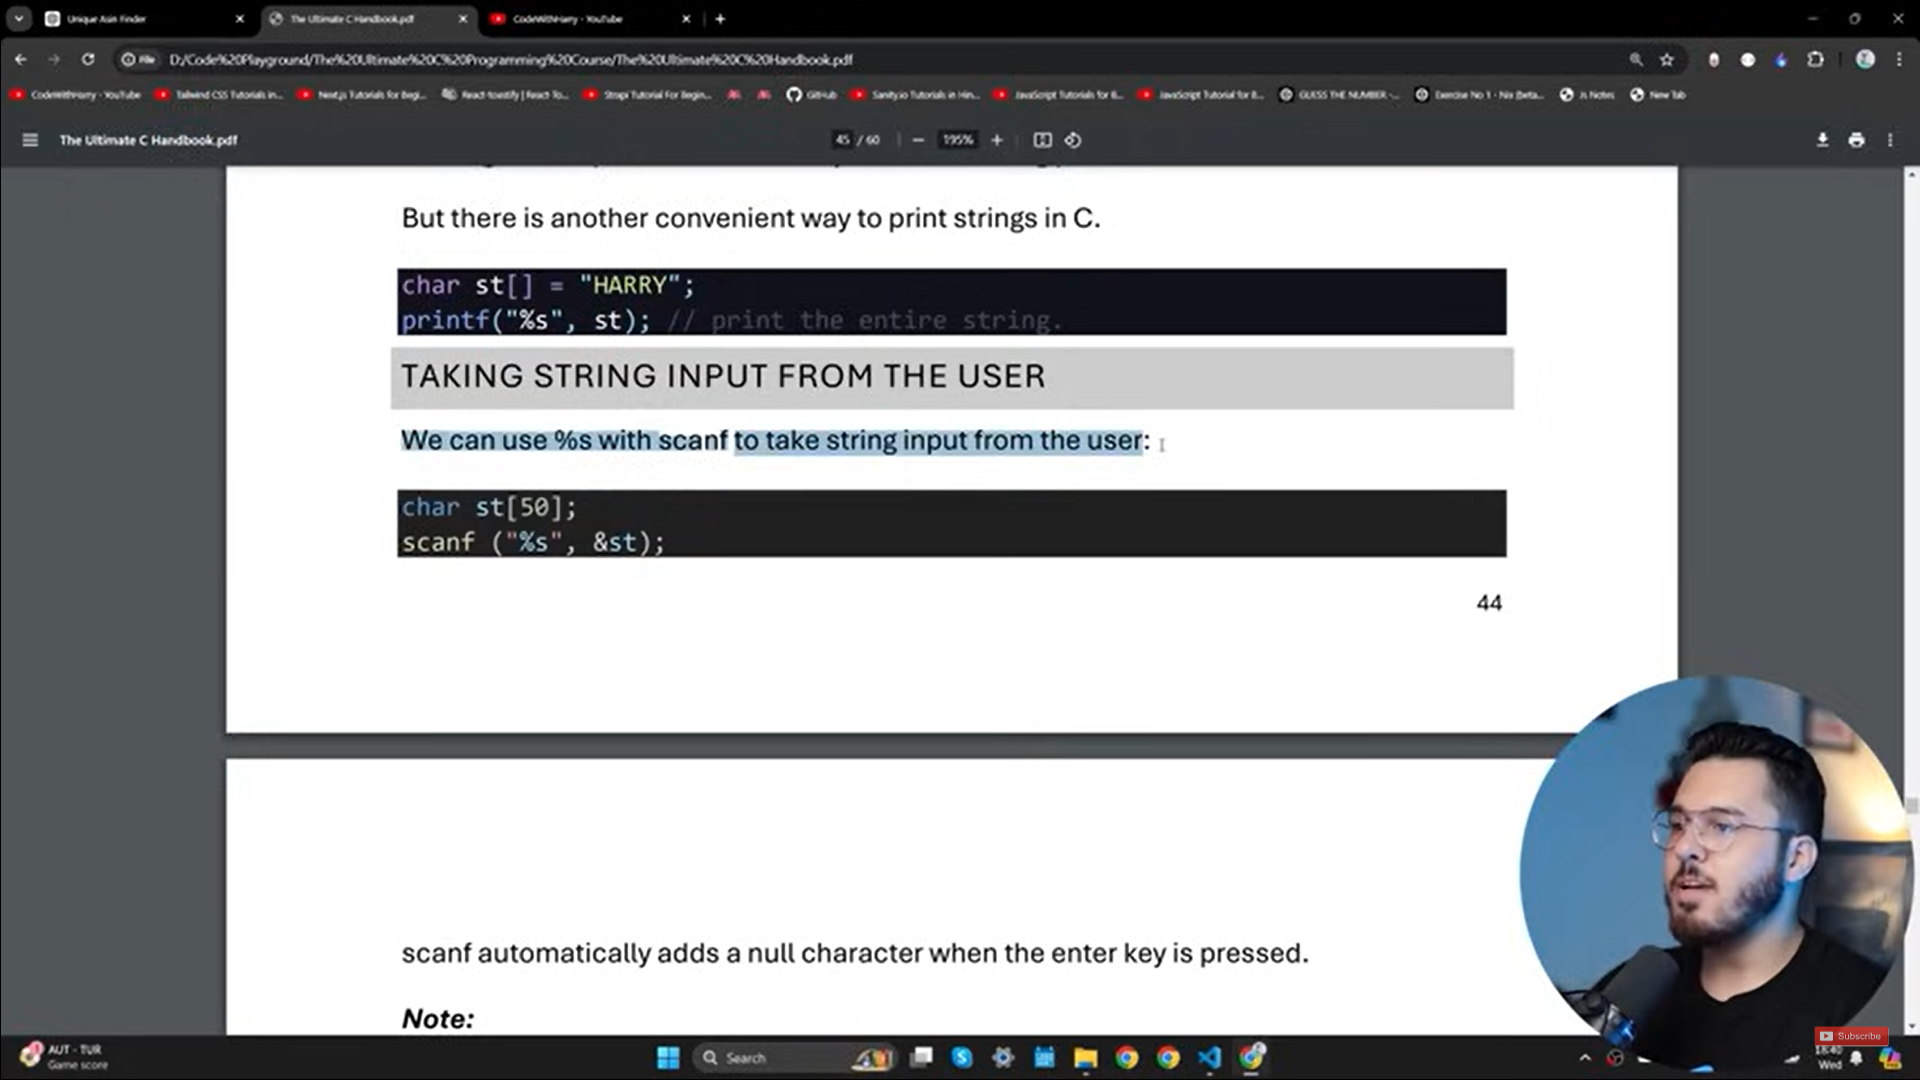 Unique Asin Finder
The Ultimate C Handbook.pdf
CodeWithHarry - YouTube
File
D:/Code%20Playground/The%20Ultimate%20C%20Programming%20Course/The%20Ultimate%20C%20Handbook.pdf
CodeWithHarry - YouTube
Tailwind CSS Tutorials in...
Next.js Tutorials for Begi...
React-toastify | React To...
Strapi Tutorial For Begin...
GitHub
Sanity.io Tutorials in Hin...
JavaScript Tutorials for B...
JavaScript Tutorial for B...
GUESS THE NUMBER -...
Exercise No 1 - Nix (beta...
Js Notes
New Tab
The Ultimate C Handbook.pdf
45 / 60
195%
But there is another convenient way to print strings in C.
char st[] = "HARRY";
printf("%s", st); // print the entire string.
TAKING STRING INPUT FROM THE USER
We can use %s with scanf to take string input from the user:
char st[50];
scanf ("%s", &st);
44
scanf automatically adds a null character when the enter key is pressed.
Note:
Subscribe
AUT - TUR
Game score
Search
18:40
Wed